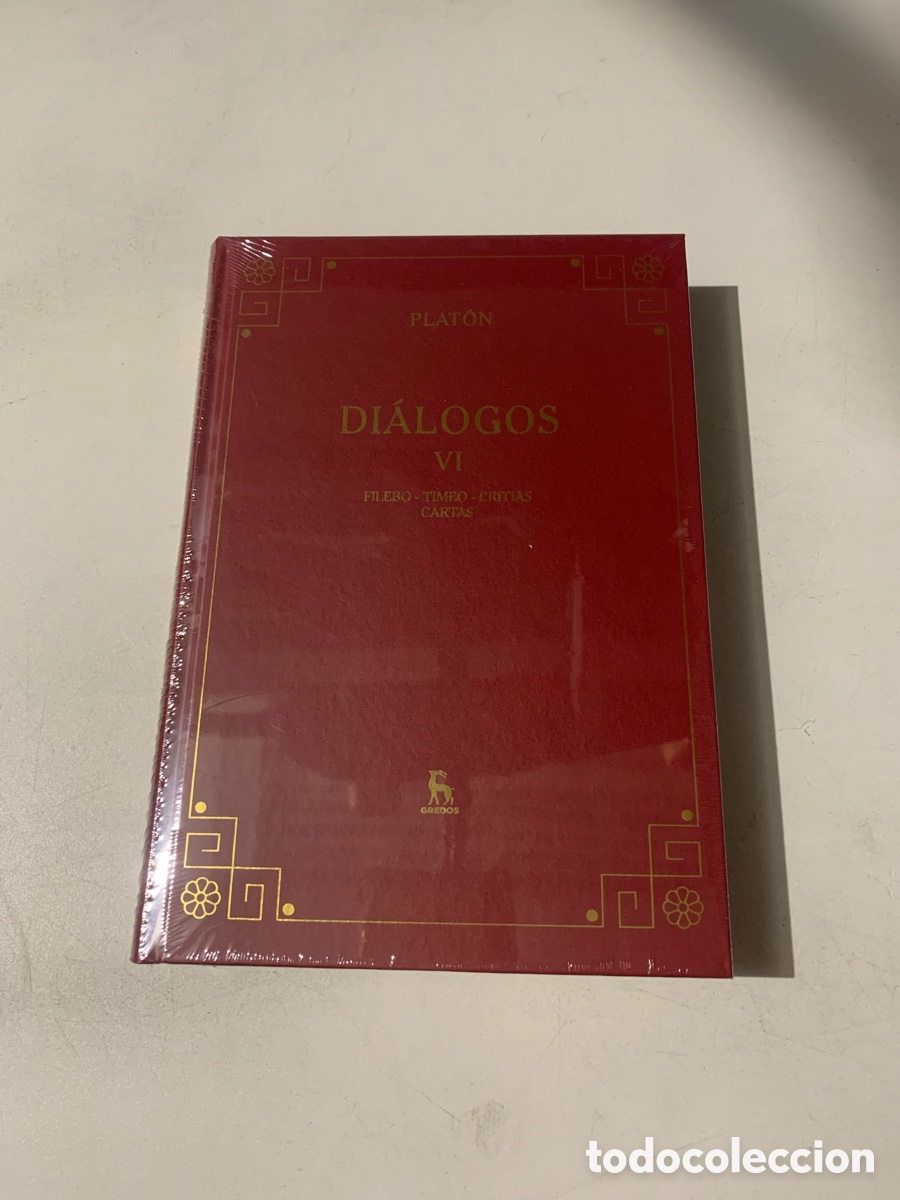 PLATÓN
DIÁLOGOS
VI
FILEBO - TIMEO - CRITIAS
CARTAS
GREDOS
todocoleccion